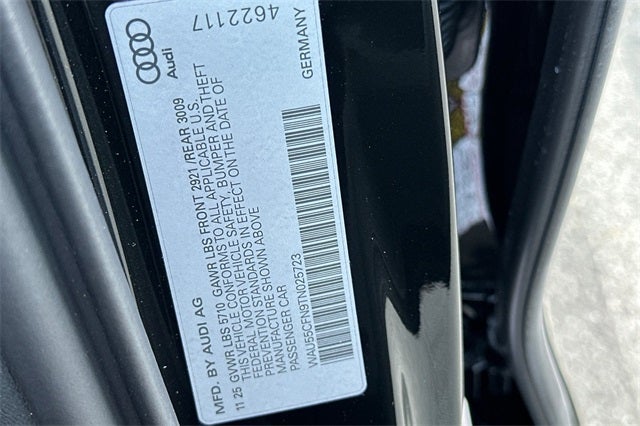 MFD. BY AUDI AG
11 25 GVWR LBS 5710 GAWR LBS FRONT 2921 /REAR 3009
THIS VEHICLE CONFORMS TO ALL APPLICABLE U.S.
FEDERAL MOTOR VEHICLE SAFETY, BUMPER AND THEFT
PREVENTION STANDARDS IN EFFECT ON THE DATE OF
MANUFACTURE SHOWN ABOVE
PASSENGER CAR
WAU55CFN9TN025723
GERMANY
Audi
4622117